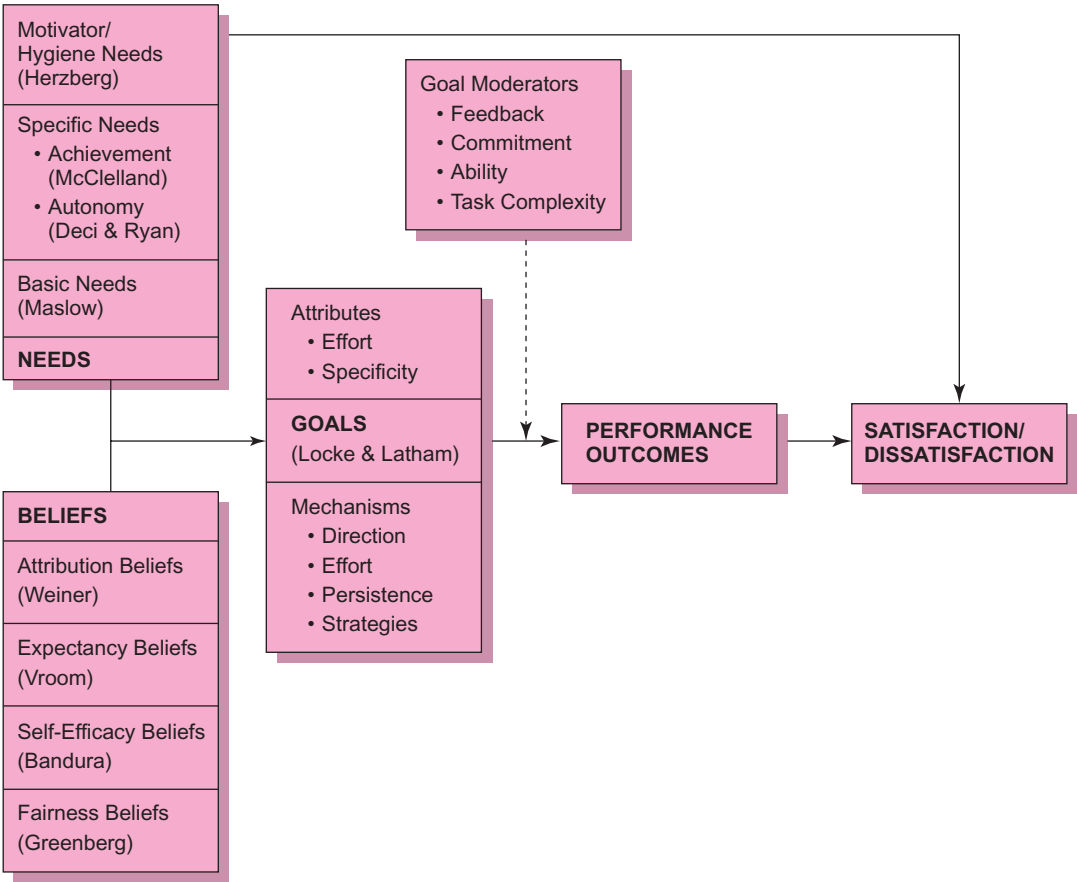 Motivator/
Hygiene Needs
(Herzberg)
Specific Needs
• Achievement
(McClelland)
• Autonomy
(Deci & Ryan)
Basic Needs
(Maslow)
NEEDS
BELIEFS
Attribution Beliefs
(Weiner)
Expectancy Beliefs
(Vroom)
Self-Efficacy Beliefs
(Bandura)
Fairness Beliefs
(Greenberg)
Attributes
• Effort
• Specificity
GOALS
(Locke & Latham)
Mechanisms
• Direction
• Effort
• Persistence
• Strategies
Goal Moderators
• Feedback
• Commitment
• Ability
• Task Complexity
PERFORMANCE
OUTCOMES
SATISFACTION/
DISSATISFACTION